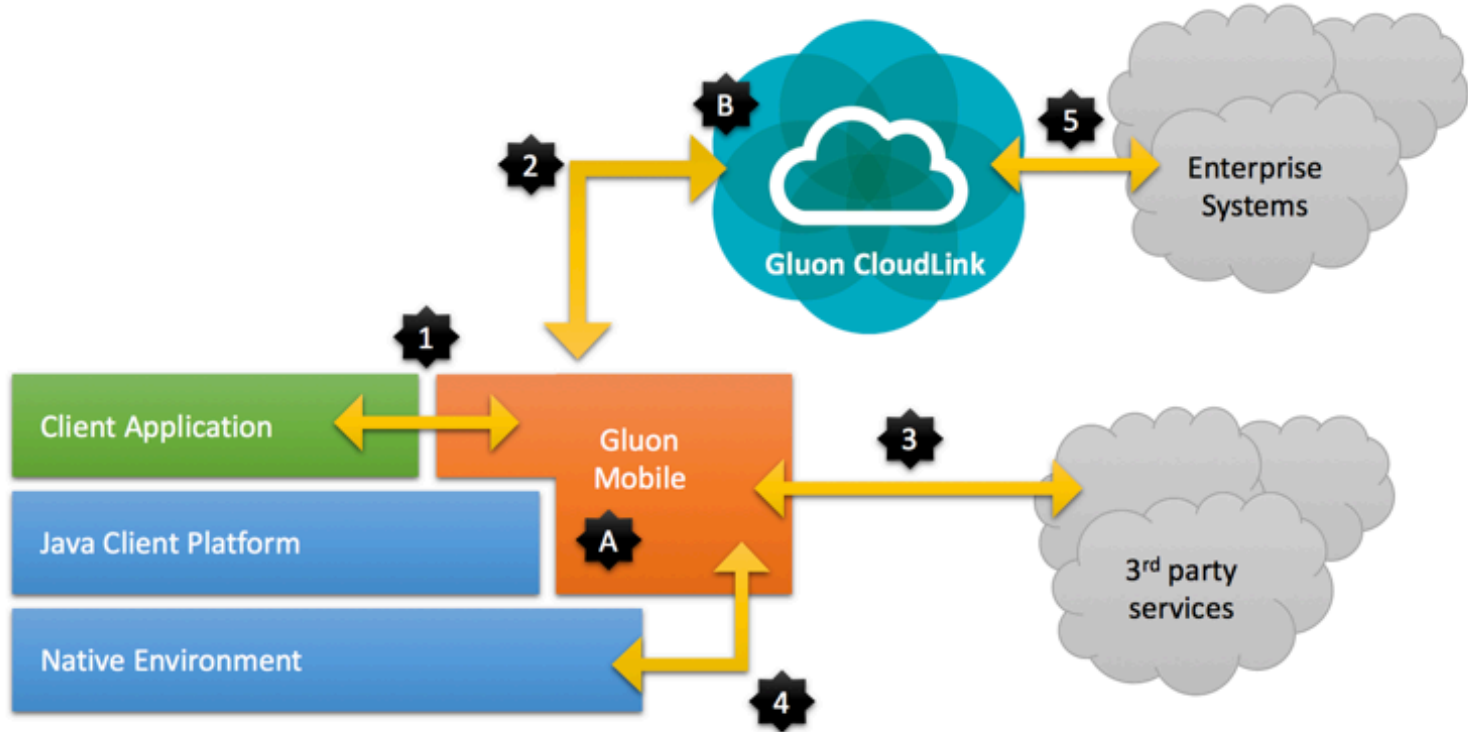 B
5
2
Enterprise
Systems
Gluon CloudLink
1
Client Application
Gluon
Mobile
3
Java Client Platform
A
3rd party
services
Native Environment
4